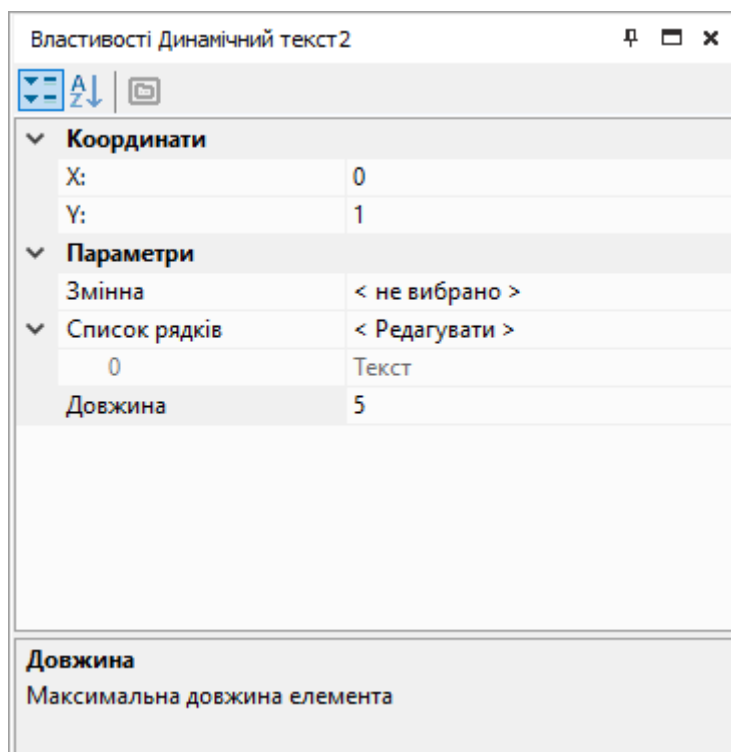 Властивості Динамічний текст2
Координати
X: 0
Y: 1
Параметри
Змінна < не вибрано >
Список рядків < Редагувати >
0 Текст
Довжина 5
Довжина
Максимальна довжина елемента